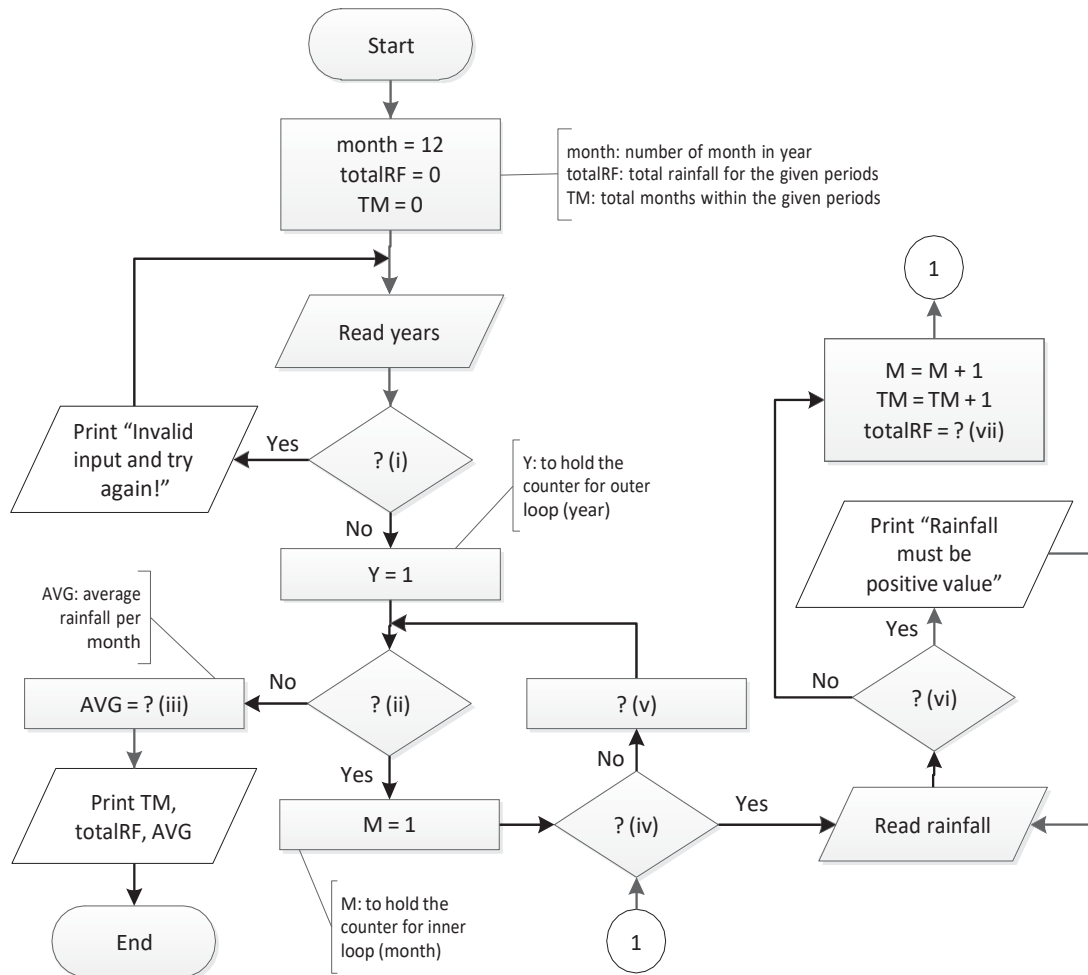 Start
month = 12
totalRF = 0
TM = 0
month: number of month in year
totalRF: total rainfall for the given periods
TM: total months within the given periods
1
Read years
M = M + 1
TM = TM + 1
totalRF = ? (vii)
Print “Invalid
input and try
again!”
Yes
? (i)
No
Y: to hold the
counter for outer
loop (year)
Print “Rainfall
must be
positive value”
Y = 1
AVG: average
rainfall per
month
Yes
No
? (vi)
No
AVG = ? (iii)
? (ii)
? (v)
No
Yes
Print TM,
totalRF, AVG
M = 1
? (iv)
Yes
Read rainfall
M: to hold the
counter for inner
loop (month)
1
End